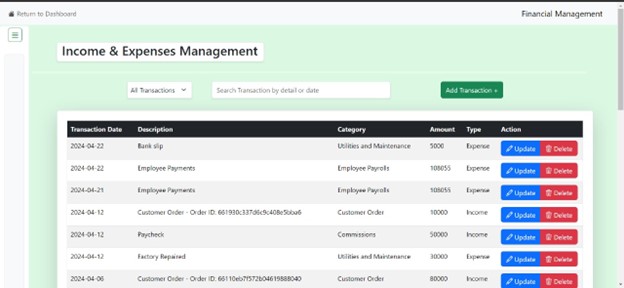 Return to Dashboard
Financial Management
Income & Expenses Management
All Transactions
Search Transaction by detail or date
Add Transaction +
Transaction Date Description Category Amount Type Action
2024-04-22 Bank slip Utilities and Maintenance 5000 Expense Update Delete
2024-04-22 Employee Payments Employee Payrolls 108055 Expense Update Delete
2024-04-21 Employee Payments Employee Payrolls 108055 Expense Update Delete
2024-04-12 Customer Order - Order ID: Customer Order 10000 Income Update Delete
2024-04-12 Paycheck Commissions 50000 Income Update Delete
2024-04-12 Factory Repaired Utilities and Maintenance 30000 Expense Update Delete
2024-04-06 Customer Order - Order ID: Customer Order 80000 Income Update Delete